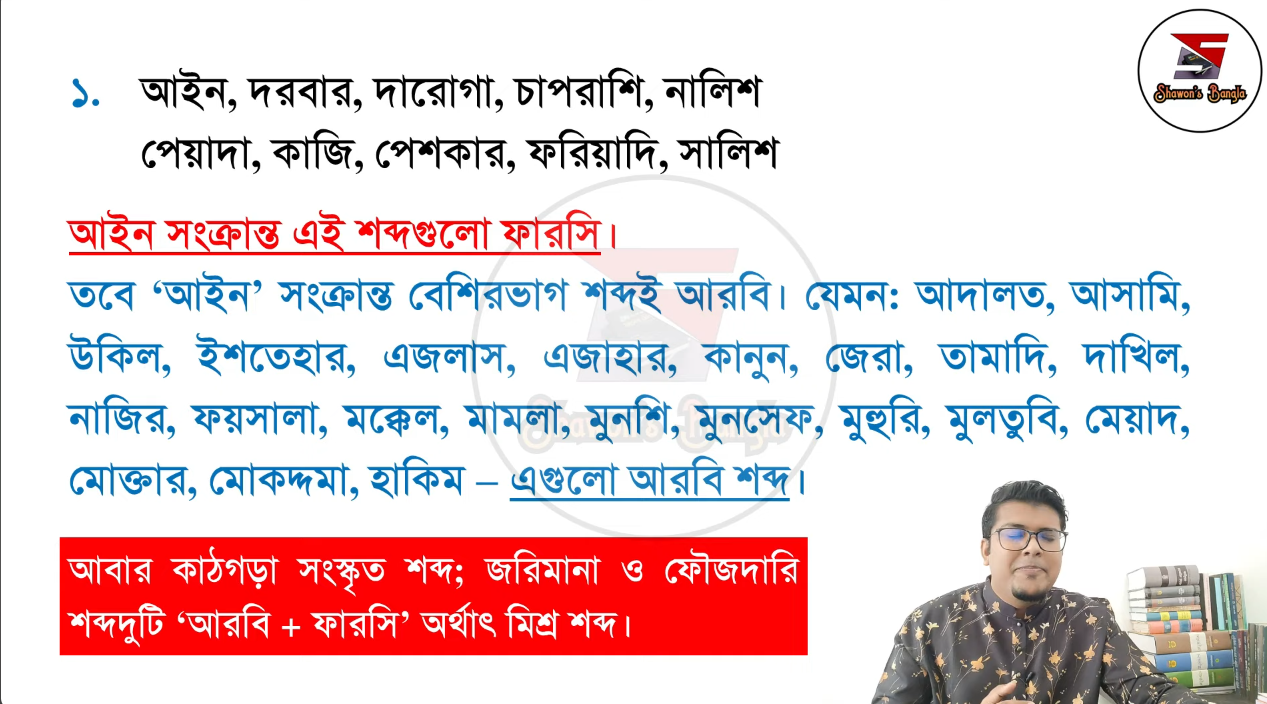 Shawon's Bangla
১. আইন, দরবার, দারোগা, চাপরাশি, নালিশ
পেয়াদা, কাজি, পেশকার, ফরিয়াদি, সালিশ
আইন সংক্রান্ত এই শব্দগুলো ফারসি।
তবে ‘আইন’ সংক্রান্ত বেশিরভাগ শব্দই আরবি। যেমন: আদালত, আসামি,
উকিল, ইশতেহার, এজলাস, এজাহার, কানুন, জেরা, তামাদি, দাখিল,
নাজির, ফয়সালা, মক্কেল, মামলা, মুনশি, মুনসেফ, মুহুরি, মুলতুবি, মেয়াদ,
মোক্তার, মোকদ্দমা, হাকিম – এগুলো আরবি শব্দ।
Shawon's Bangla
আবার কাঠগড়া সংস্কৃত শব্দ; জরিমানা ও ফৌজদারি
শব্দদুটি ‘আরবি + ফারসি’ অর্থাৎ মিশ্র শব্দ।